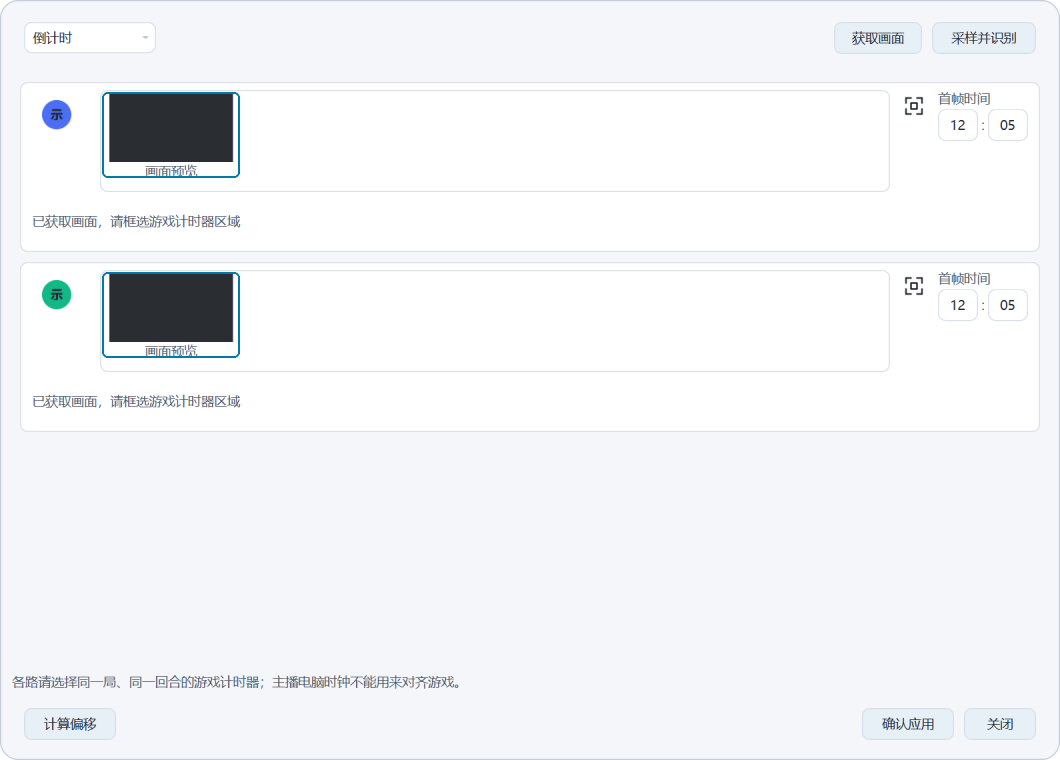 倒计时
获取画面
采样并识别
示
画面预览
首帧时间
12 : 05
已获取画面，请框选游戏计时器区域
示
画面预览
首帧时间
12 : 05
已获取画面，请框选游戏计时器区域
各路请选择同一局、同一回合的游戏计时器；主播电脑时钟不能用来对齐游戏。
计算偏移
确认应用
关闭